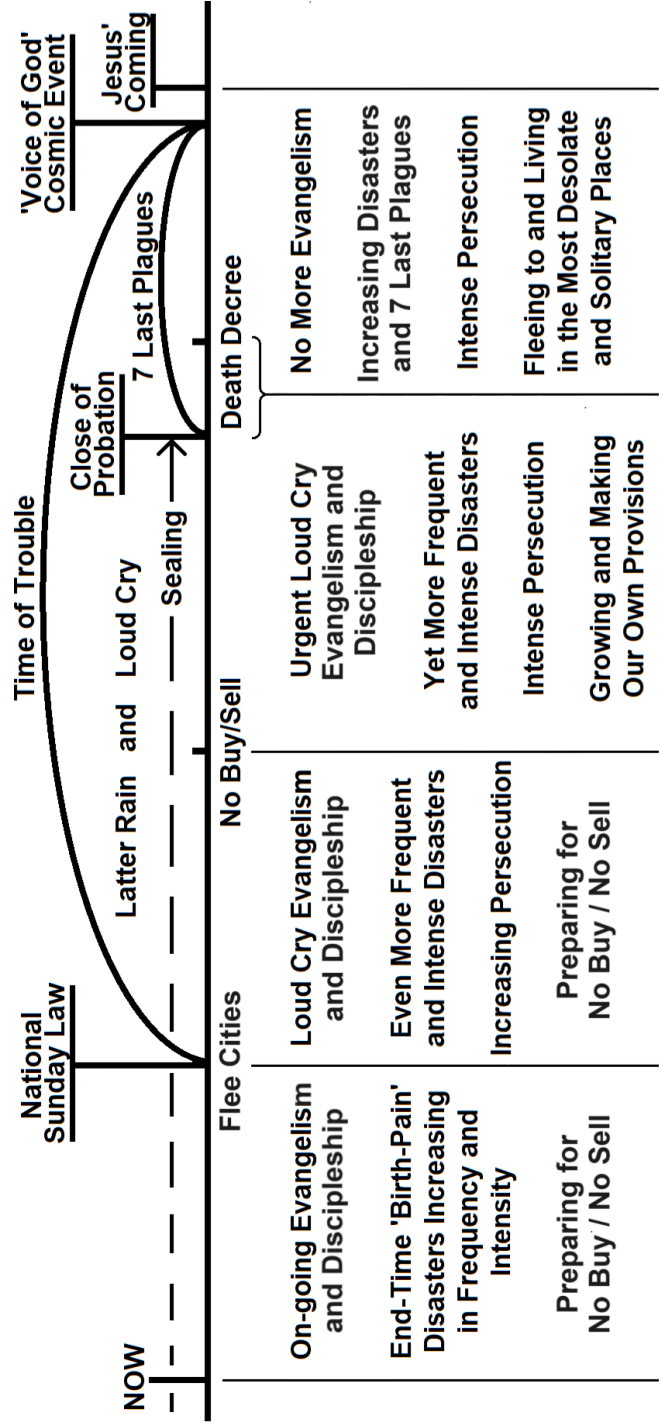 'Voice of God'
Cosmic Event
Time of Trouble
National
Sunday Law
Close of
Probation
Jesus'
Coming
Latter Rain and Loud Cry
7 Last Plagues
NOW
Sealing
Flee Cities
No Buy/Sell
Death Decree
On-going Evangelism
and Discipleship
End-Time 'Birth-Pain'
Disasters Increasing
in Frequency and
Intensity
Preparing for
No Buy / No Sell
Loud Cry Evangelism
and Discipleship
Even More Frequent
and Intense Disasters
Increasing Persecution
Preparing for
No Buy / No Sell
Urgent Loud Cry
Evangelism and
Discipleship
Yet More Frequent
and Intense Disasters
Intense Persecution
Growing and Making
Our Own Provisions
No More Evangelism
Increasing Disasters
and 7 Last Plagues
Intense Persecution
Fleeing to and Living
in the Most Desolate
and Solitary Places